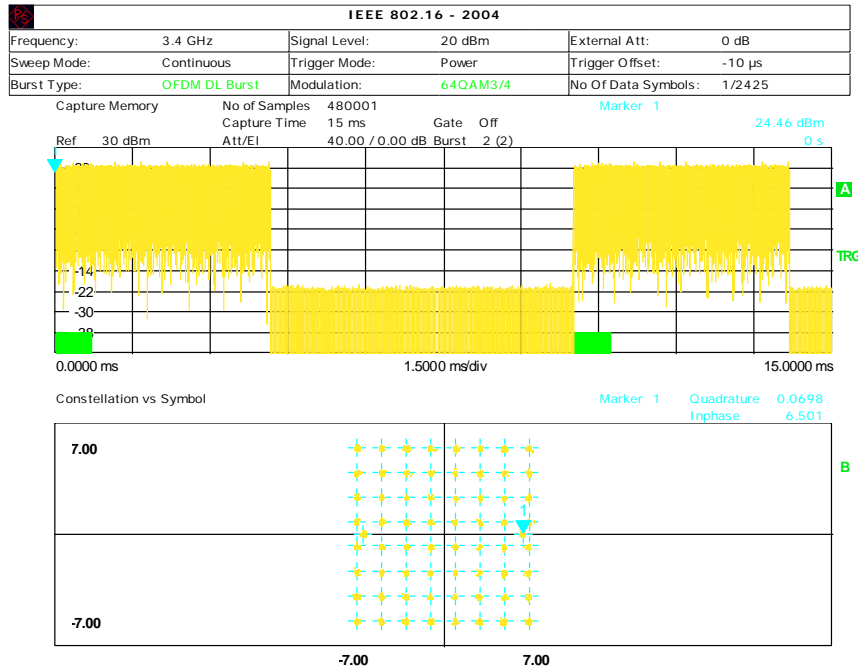 IEEE 802.16 - 2004
Frequency: 3.4 GHz Signal Level: 20 dBm External Att: 0 dB
Sweep Mode: Continuous Trigger Mode: Power Trigger Offset: -10 µs
Burst Type: OFDM DL Burst Modulation: 64QAM3/4 No Of Data Symbols: 1/2425
Capture Memory No of Samples 480001 Marker 1
Capture Time 15 ms Gate Off 24.46 dBm
Ref 30 dBm Att/El 40.00 / 0.00 dB Burst 2 (2) 0 s
A
TRG
-14
-22
-30
-38
0.0000 ms 1.5000 ms/div 15.0000 ms
Constellation vs Symbol Marker 1 Quadrature 0.0698
Inphase 6.501
7.00
B
1
-7.00
-7.00 7.00